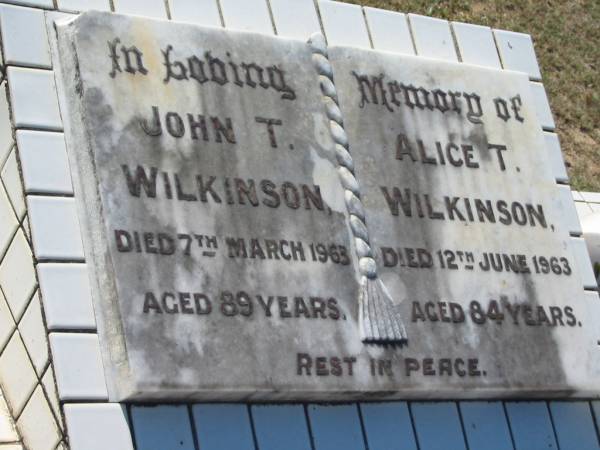 In Loving Memory of
JOHN T. WILKINSON,
DIED 7TH MARCH 1963
AGED 89 YEARS.
ALICE T. WILKINSON,
DIED 12TH JUNE 1963
AGED 84 YEARS.
REST IN PEACE.